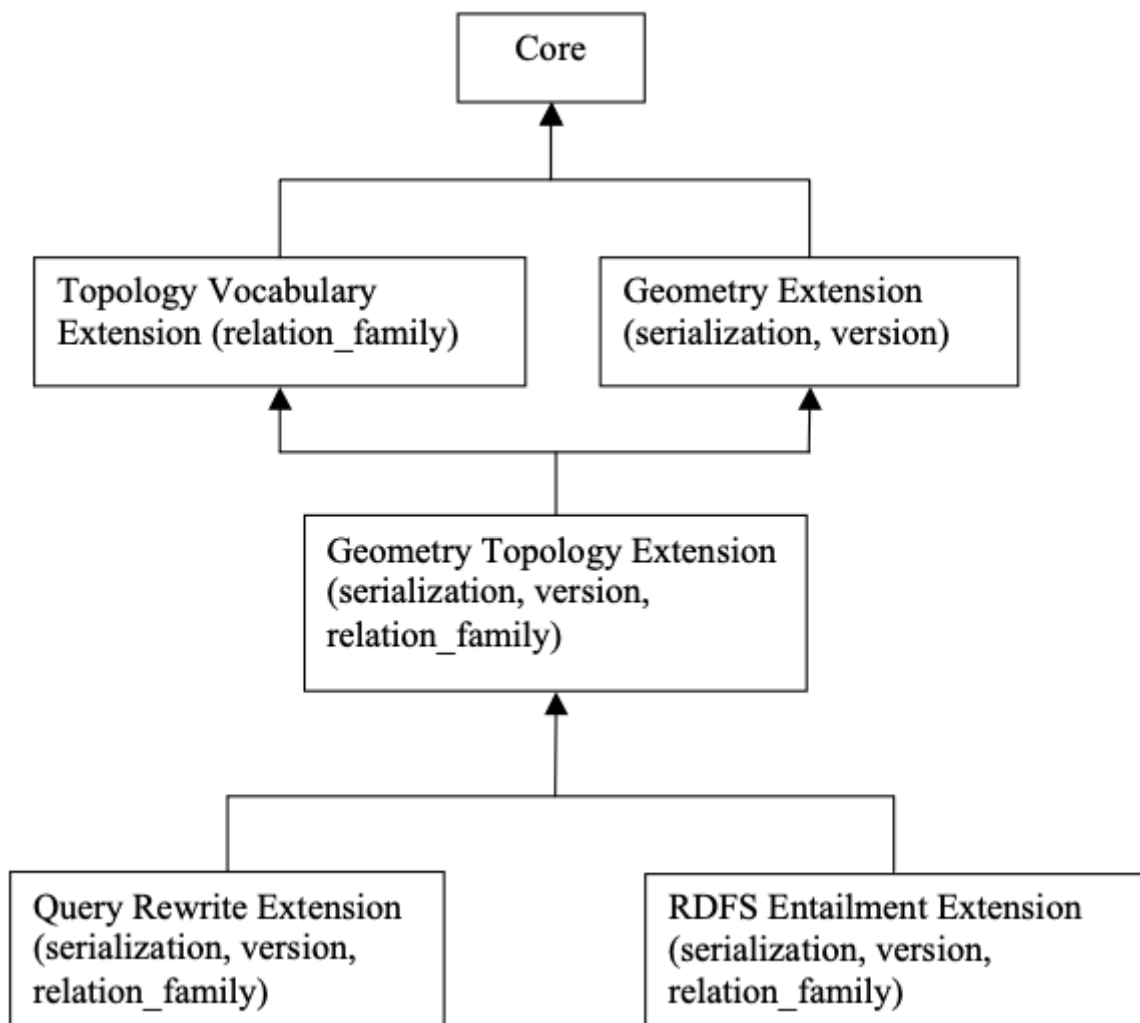 Core
Topology Vocabulary
Extension (relation_family)
Geometry Extension
(serialization, version)
Geometry Topology Extension
(serialization, version,
relation_family)
Query Rewrite Extension
(serialization, version,
relation_family)
RDFS Entailment Extension
(serialization, version,
relation_family)